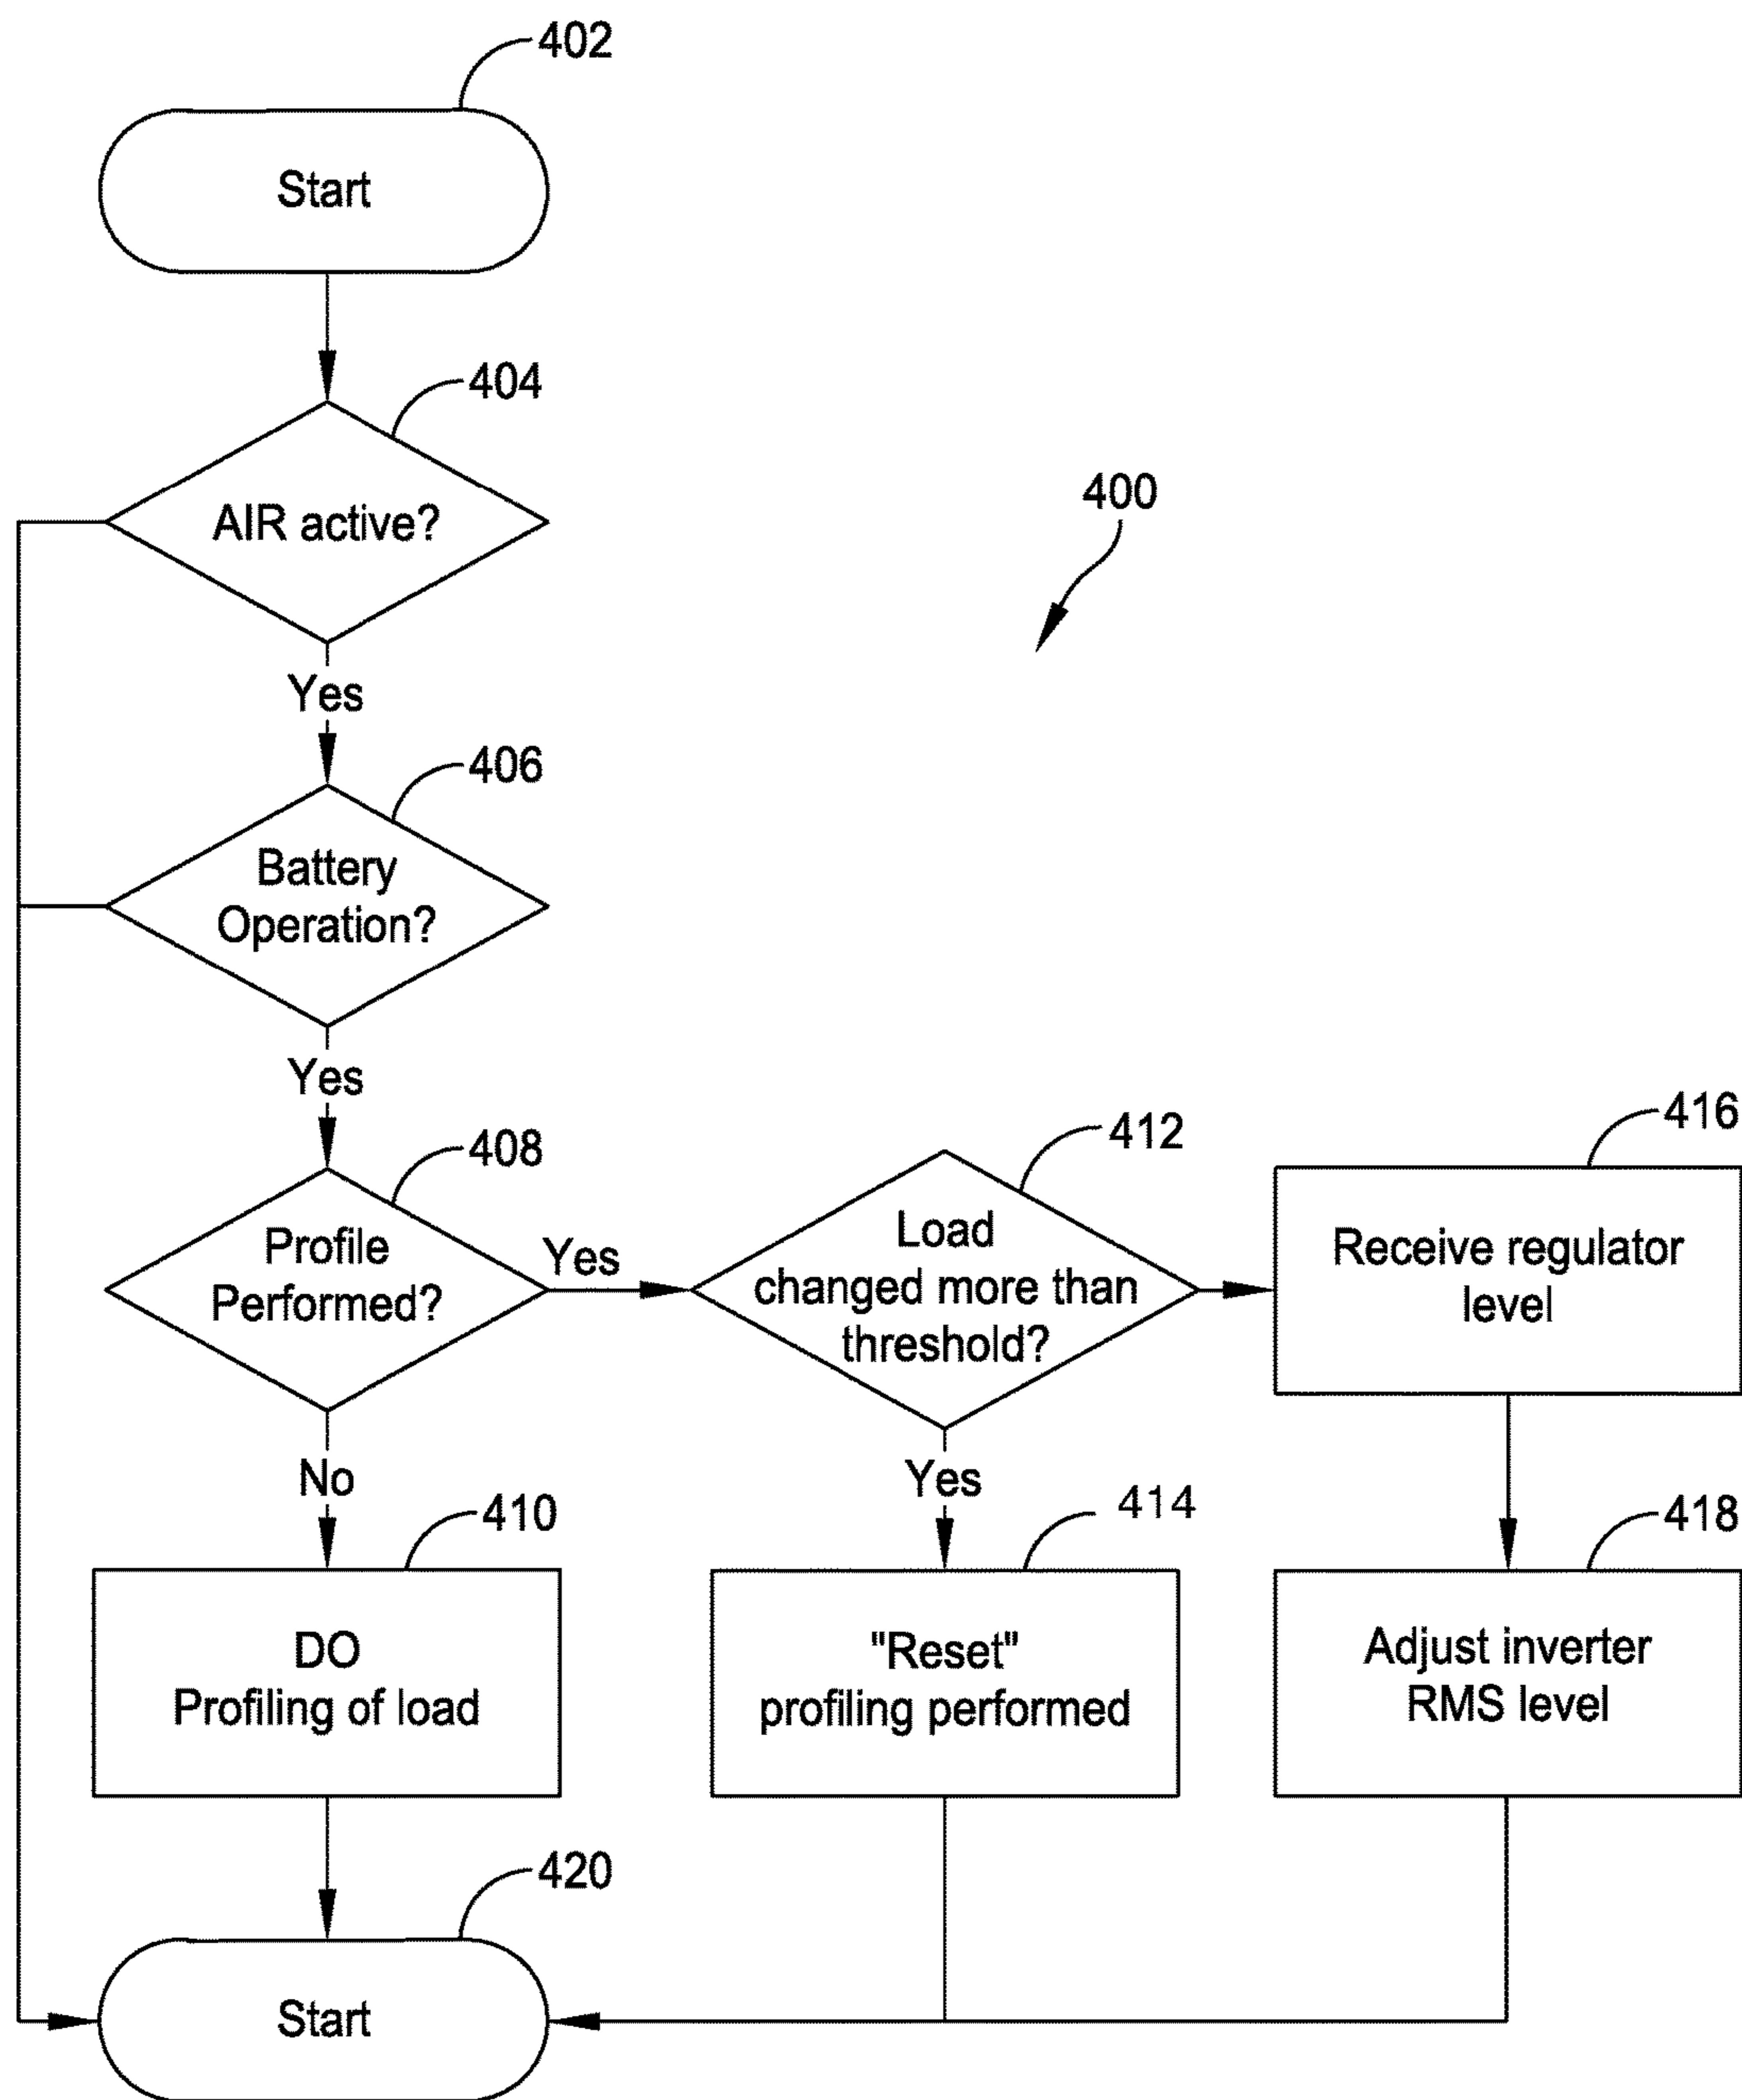 402
Start
404
AIR active?
400
Yes
406
Battery
Operation?
Yes
408
Profile
Performed?
Yes
412
Load
changed more than
threshold?
416
Receive regulator
level
No
410
DO
Profiling of load
Yes
414
"Reset"
profiling performed
418
Adjust inverter
RMS level
420
Start